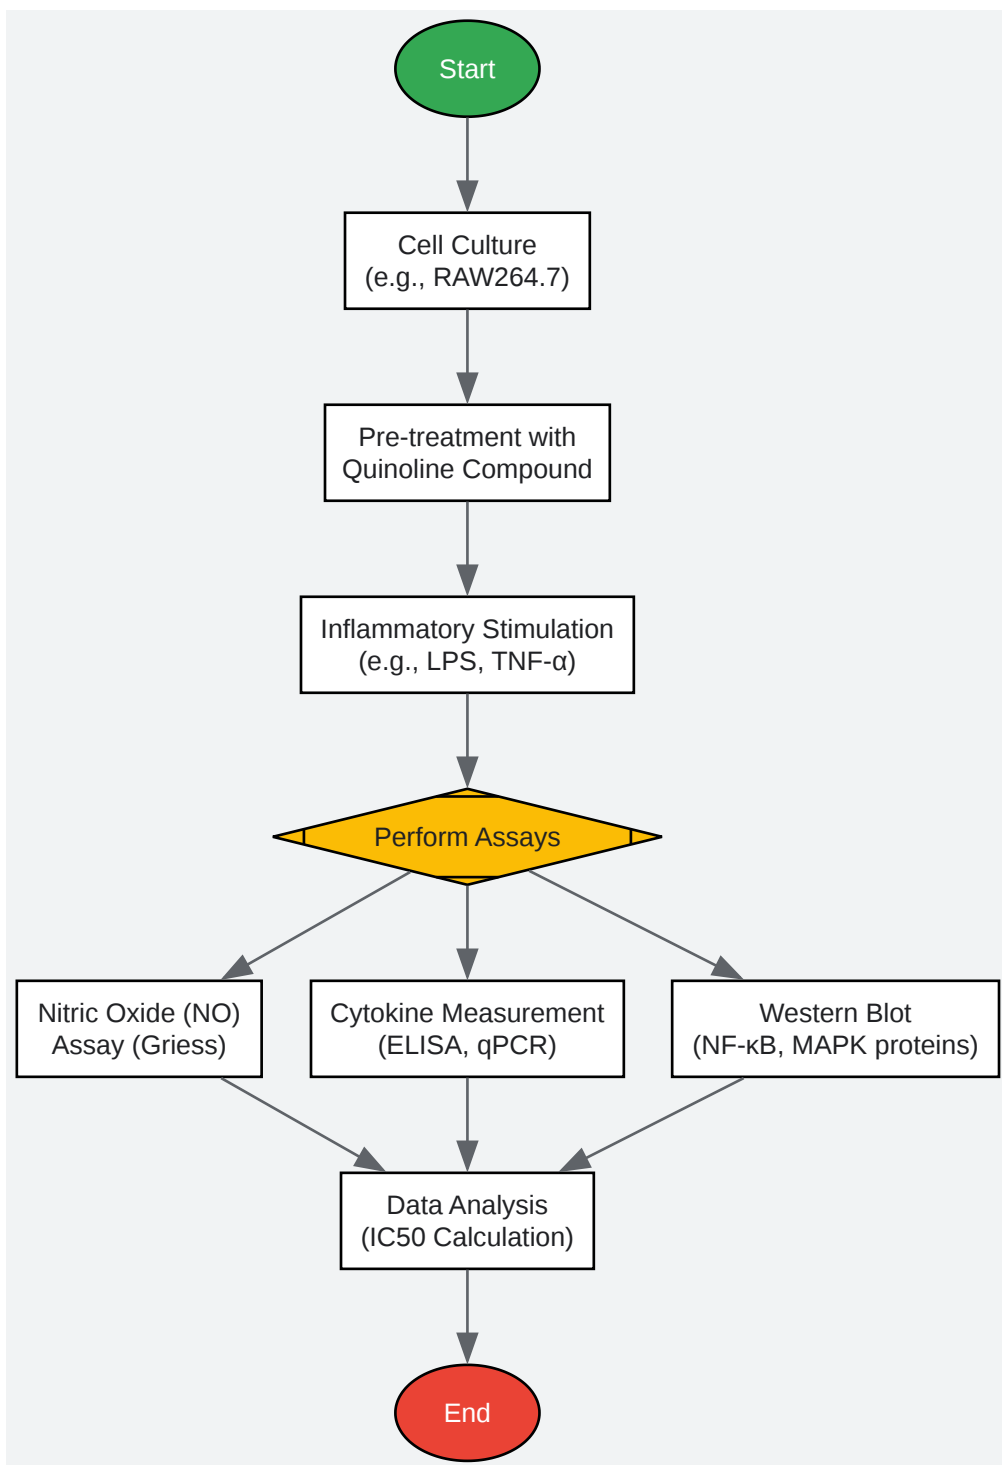 Start
Cell Culture
(e.g., RAW264.7)
Pre-treatment with
Quinoline Compound
Inflammatory Stimulation
(e.g., LPS, TNF-α)
Perform Assays
Nitric Oxide (NO)
Assay (Griess)
Cytokine Measurement
(ELISA, qPCR)
Western Blot
(NF-κB, MAPK proteins)
Data Analysis
(IC50 Calculation)
End